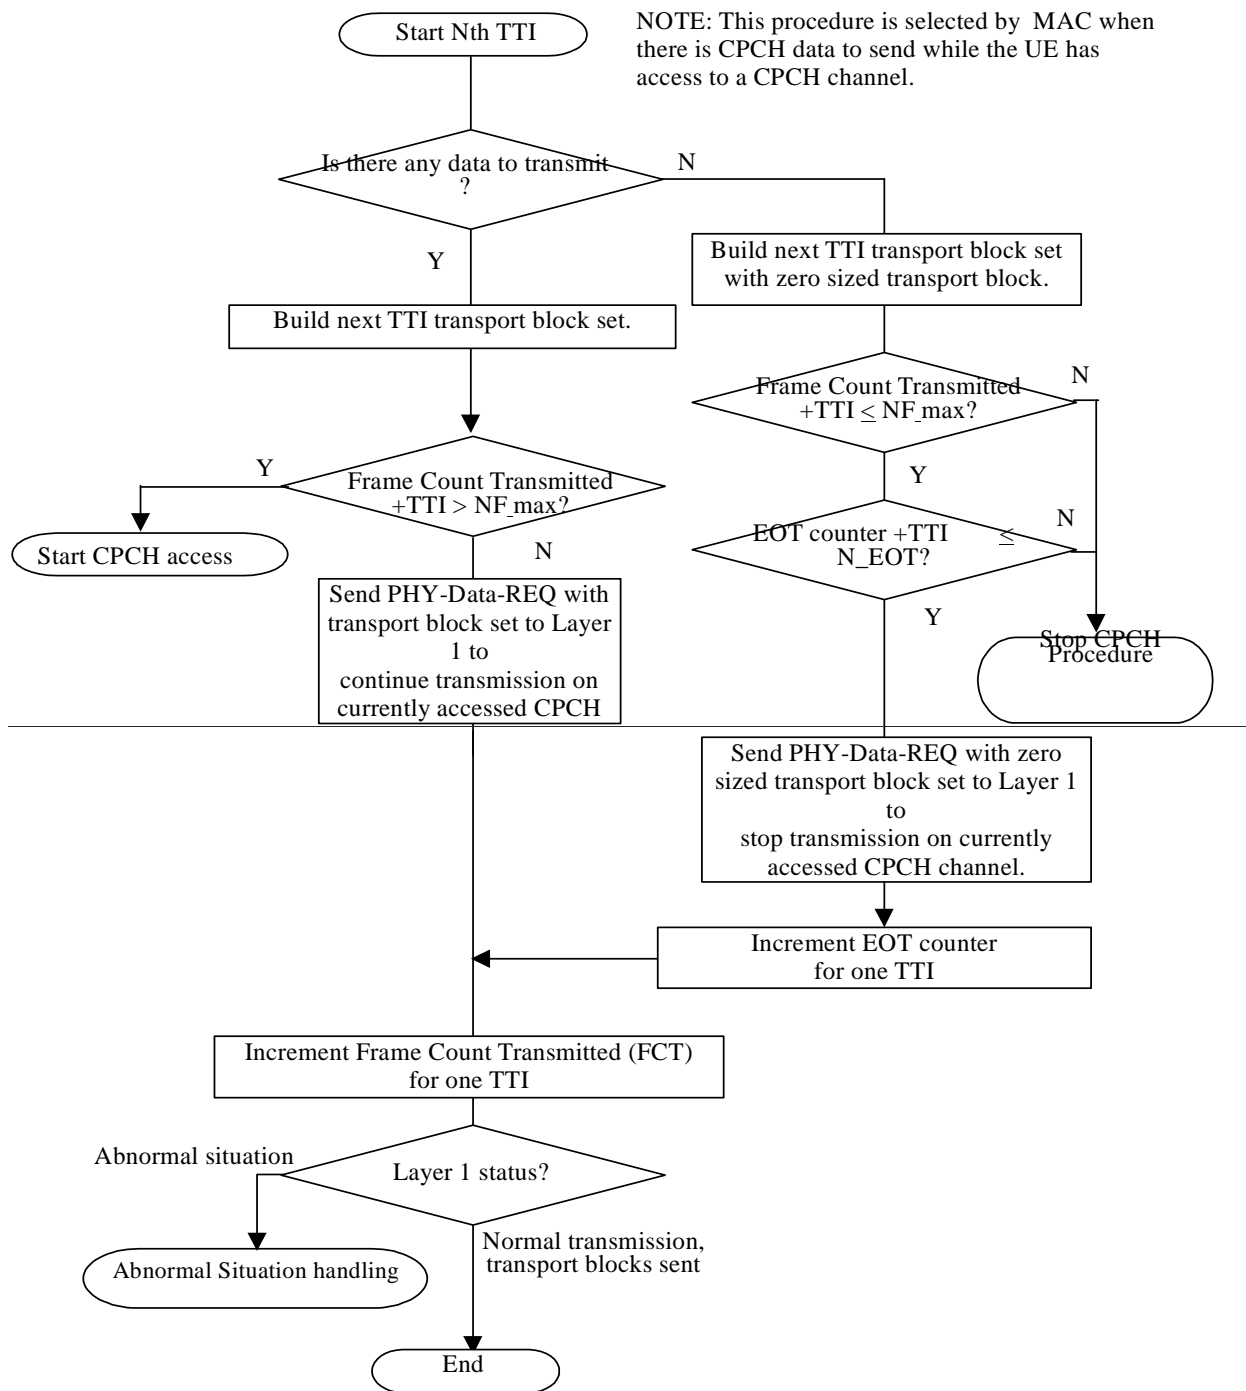 Start Nth TTI
NOTE: This procedure is selected by MAC when
there is CPCH data to send while the UE has
access to a CPCH channel.
Is there any data to transmit
?
N
Y
Build next TTI transport block set
with zero sized transport block.
Build next TTI transport block set.
Frame Count Transmitted
+TTI ≤ NF_max?
N
Y
Y
Frame Count Transmitted
+TTI > NF_max?
N
Start CPCH access
EOT counter +TTI ≤
N_EOT?
N
Y
Send PHY-Data-REQ with
transport block set to Layer
1 to
continue transmission on
currently accessed CPCH
Stop CPCH
Procedure
Send PHY-Data-REQ with zero
sized transport block set to Layer 1
to
stop transmission on currently
accessed CPCH channel.
Increment EOT counter
for one TTI
Increment Frame Count Transmitted (FCT)
for one TTI
Abnormal situation
Layer 1 status?
Normal transmission,
transport blocks sent
Abnormal Situation handling
End